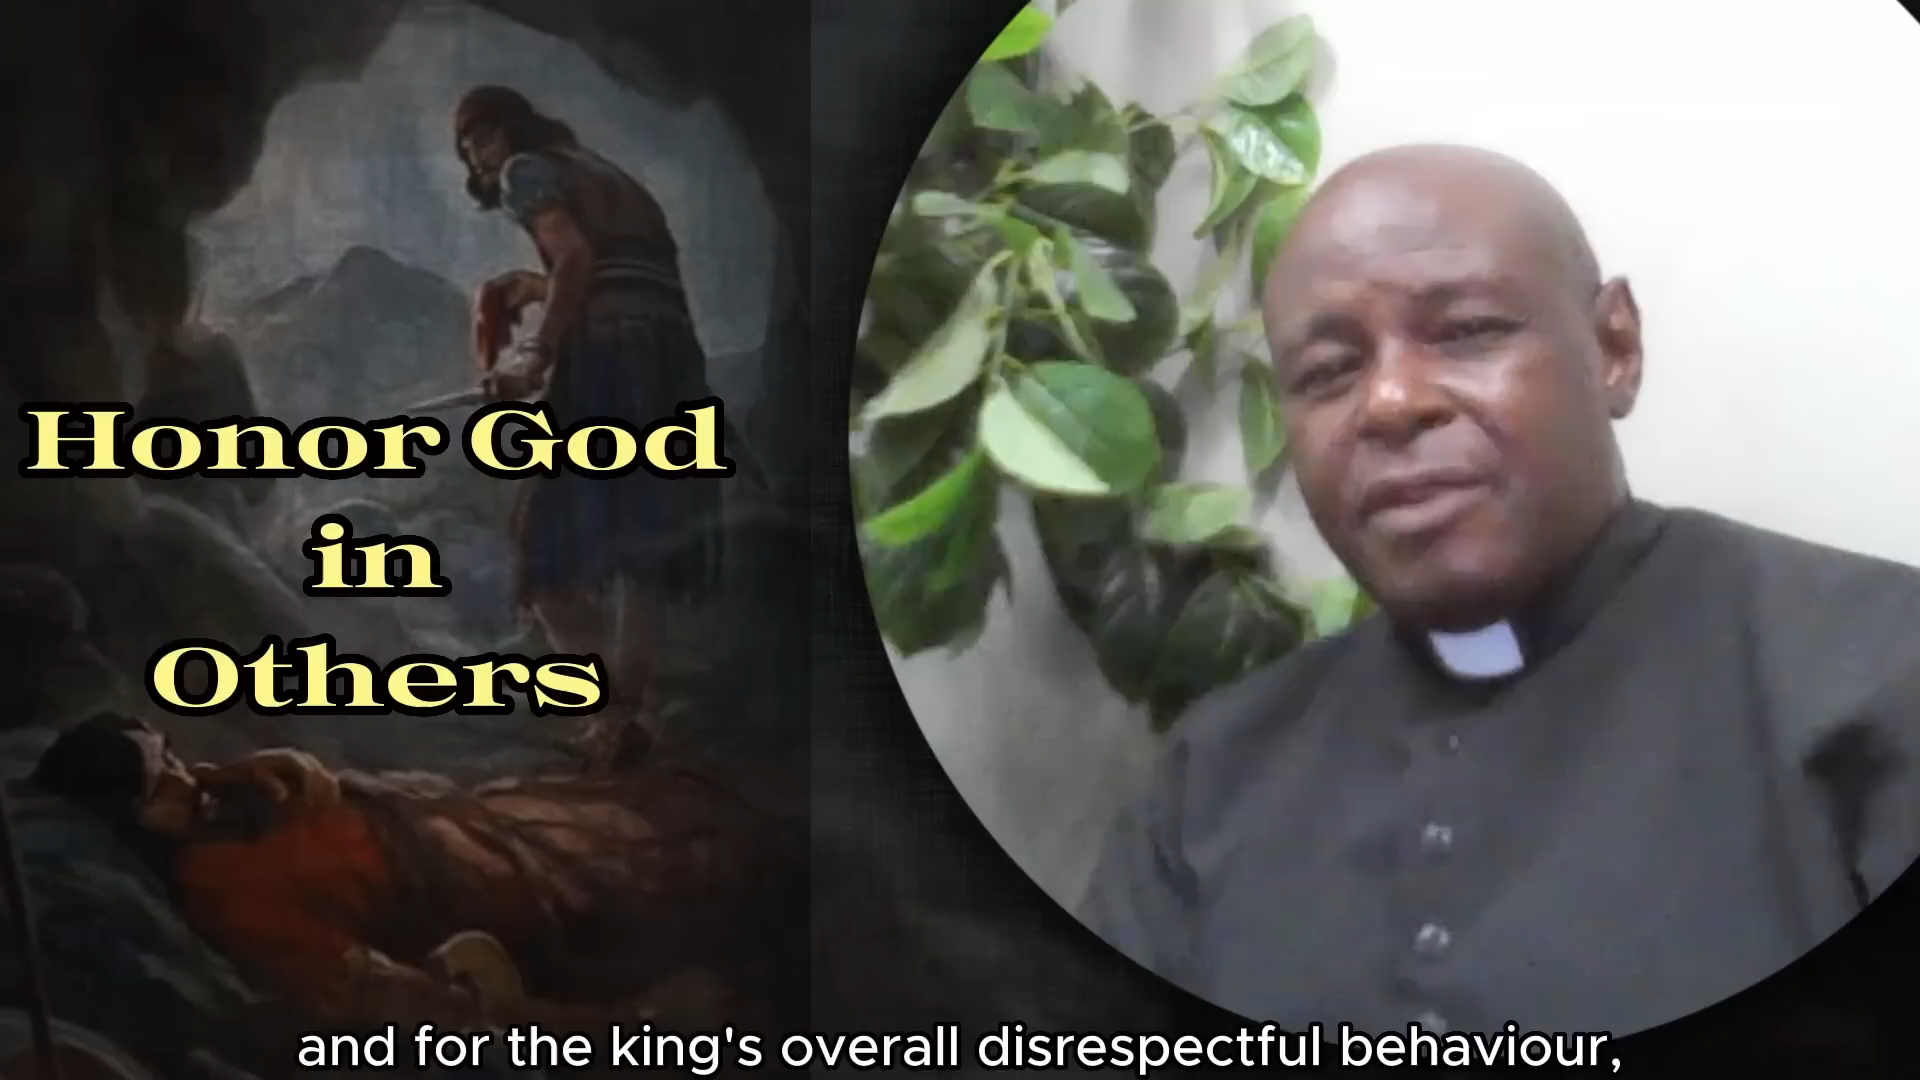 Honor God
in
Others
and for the king's overall disrespectful behaviour,